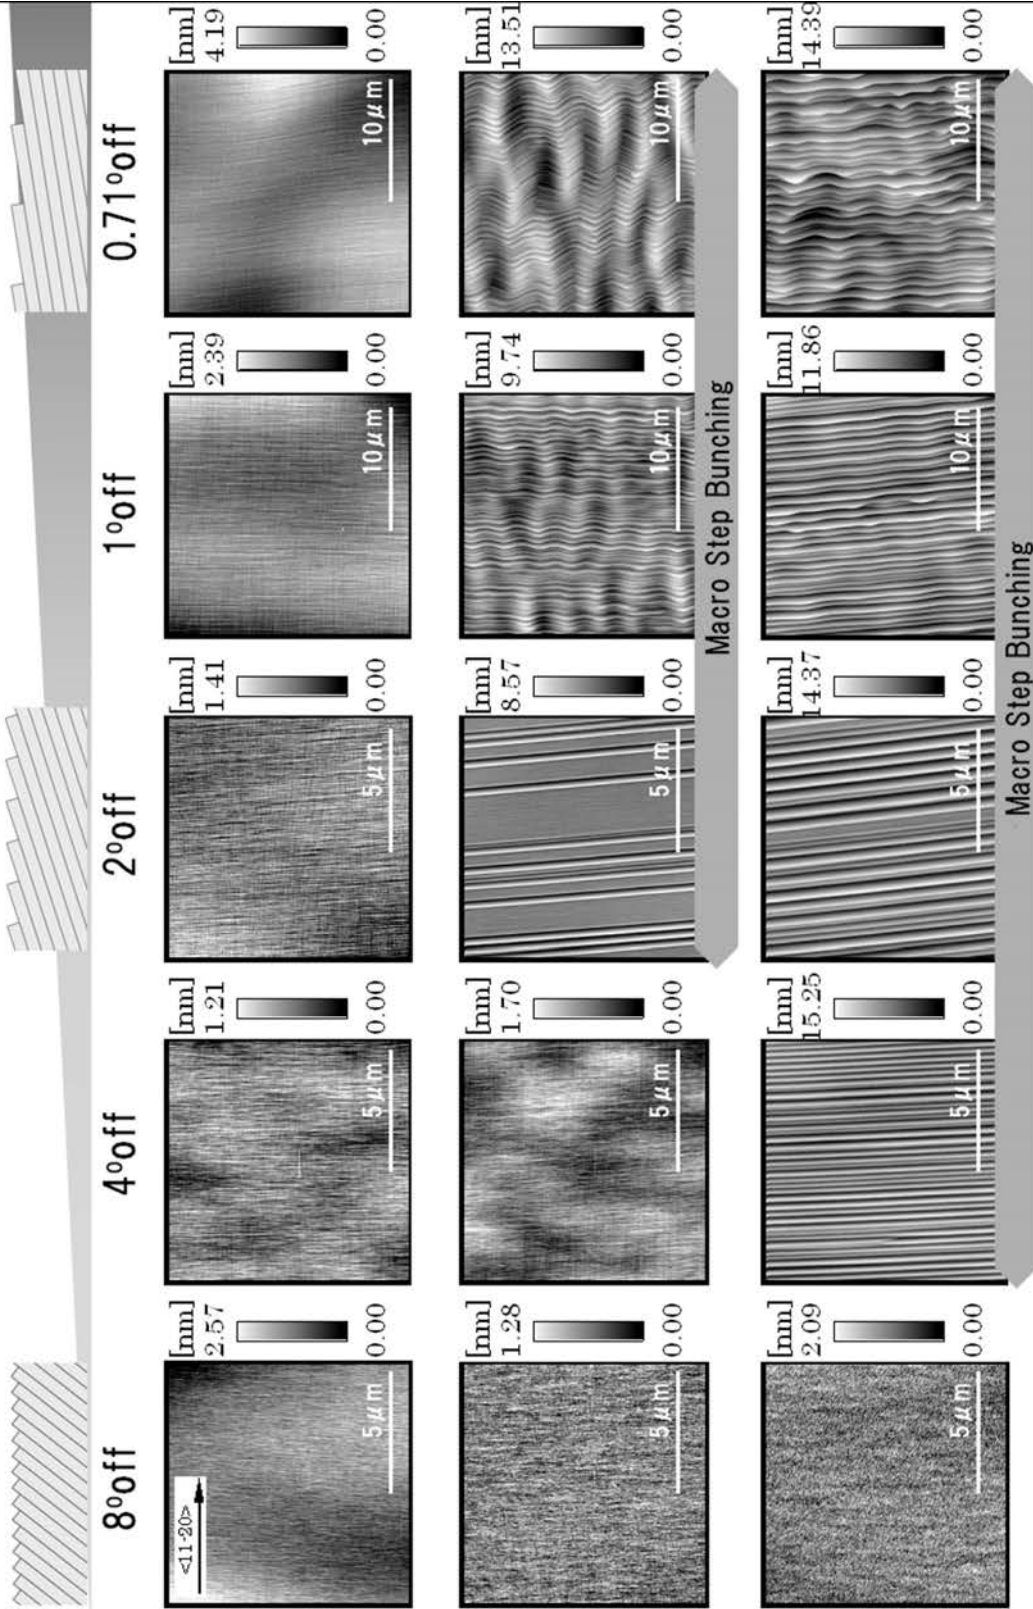 8°off
4°off
2°off
1°off
0.71°off
<11-20>
5μm
[nm]
2.57
0.00
5μm
[nm]
1.21
0.00
5μm
[nm]
1.41
0.00
10μm
[nm]
2.39
0.00
10μm
[nm]
4.19
0.00
5μm
[nm]
1.28
0.00
5μm
[nm]
1.70
0.00
5μm
[nm]
8.57
0.00
10μm
[nm]
9.74
0.00
10μm
[nm]
13.51
0.00
Macro Step Bunching
5μm
[nm]
2.09
0.00
5μm
[nm]
15.25
0.00
5μm
[nm]
14.37
0.00
10μm
[nm]
11.86
0.00
10μm
[nm]
14.39
0.00
Macro Step Bunching